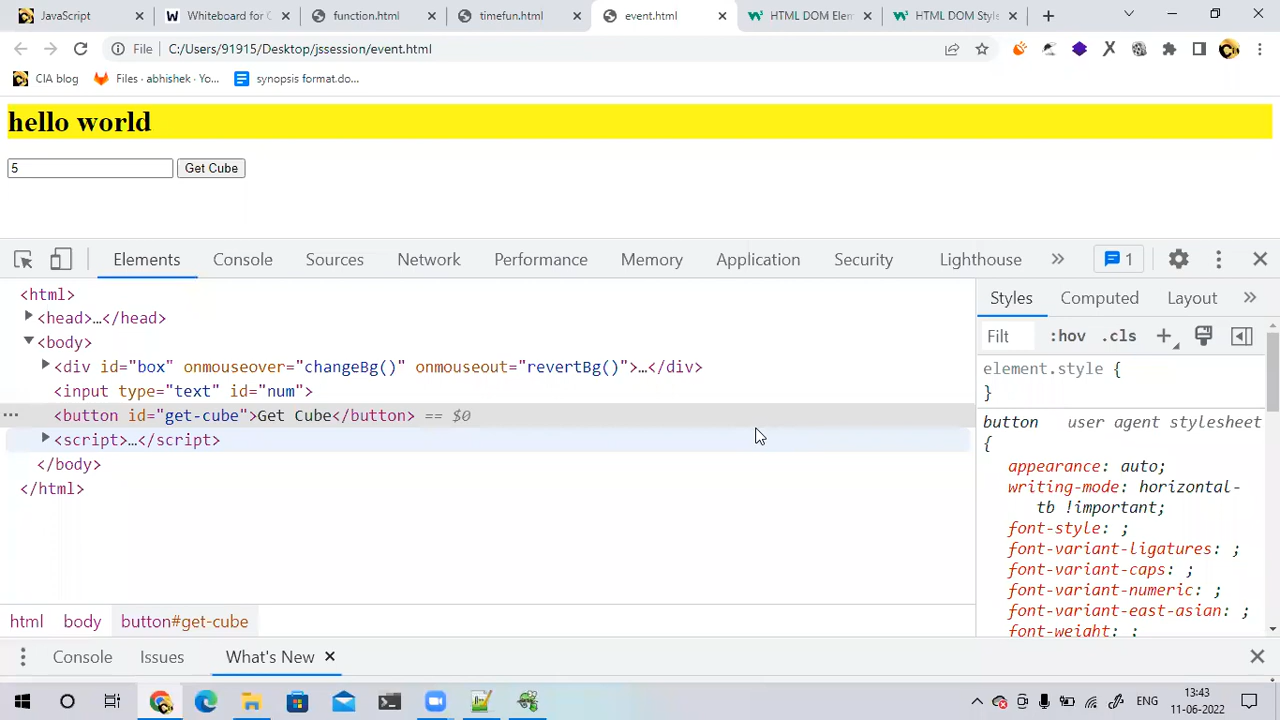 JavaScript
Whiteboard for C
function.html
timefun.html
event.html
HTML DOM Elem
HTML DOM Style
File C:/Users/91915/Desktop/jssession/event.html
CIA blog
Files · abhishek · Yo...
synopsis format.do...
hello world
5 Get Cube
Elements Console Sources Network Performance Memory Application Security Lighthouse » 1
<html>
<head>…</head>
<body>
<div id="box" onmouseover="changeBg()" onmouseout="revertBg()">…</div>
<input type="text" id="num">
<button id="get-cube">Get Cube</button> == $0
<script>…</script>
</body>
</html>
Styles Computed Layout »
Filt :hov .cls
element.style {
}
button user agent stylesheet
{
appearance: auto;
writing-mode: horizontal-
tb !important;
font-style: ;
font-variant-ligatures: ;
font-variant-caps: ;
font-variant-numeric: ;
font-variant-east-asian: ;
font-weight: ;
html body button#get-cube
Console Issues What's New
ENG
13:43
11-06-2022